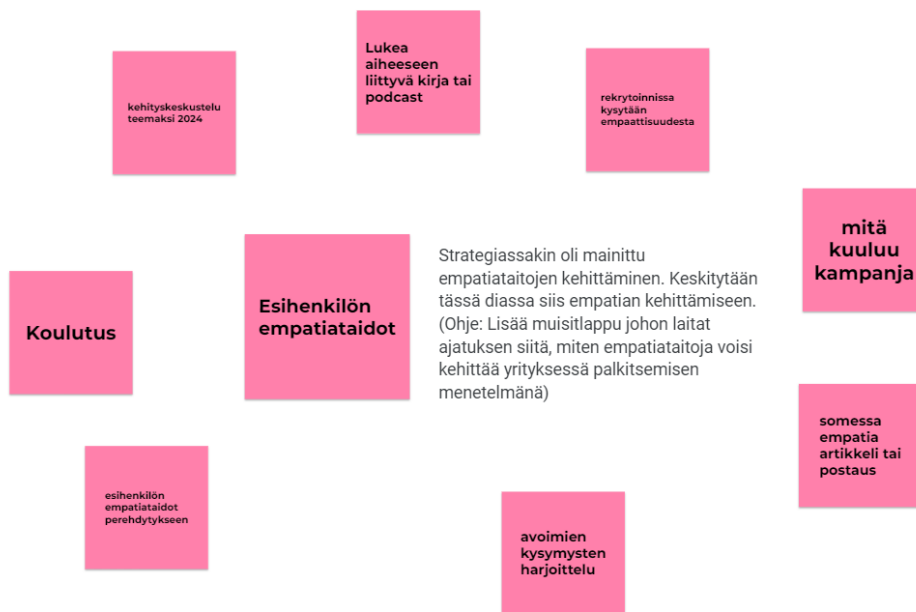 Lukea
aiheeseen
liittyvä kirja tai
podcast
kehityskeskustelu
teemaksi 2024
rekrytoinnissa
kysytään
empaattisuudesta
mitä
kuuluu
kampanja
Esihenkilön
empatiataidot
Strategiassakin oli mainittu
empatiataitojen kehittäminen. Keskitytään
tässä diassa siis empatian kehittämiseen.
(Ohje: Lisää muisitlappu johon laitat
ajatuksen siitä, miten empatiataitoja voisi
kehittää yrityksessä palkitsemisen
menetelmänä)
Koulutus
somessa
empatia
artikkeli tai
postaus
esihenkilön
empatiataidot
perehdytykseen
avoimien
kysymysten
harjoittelu